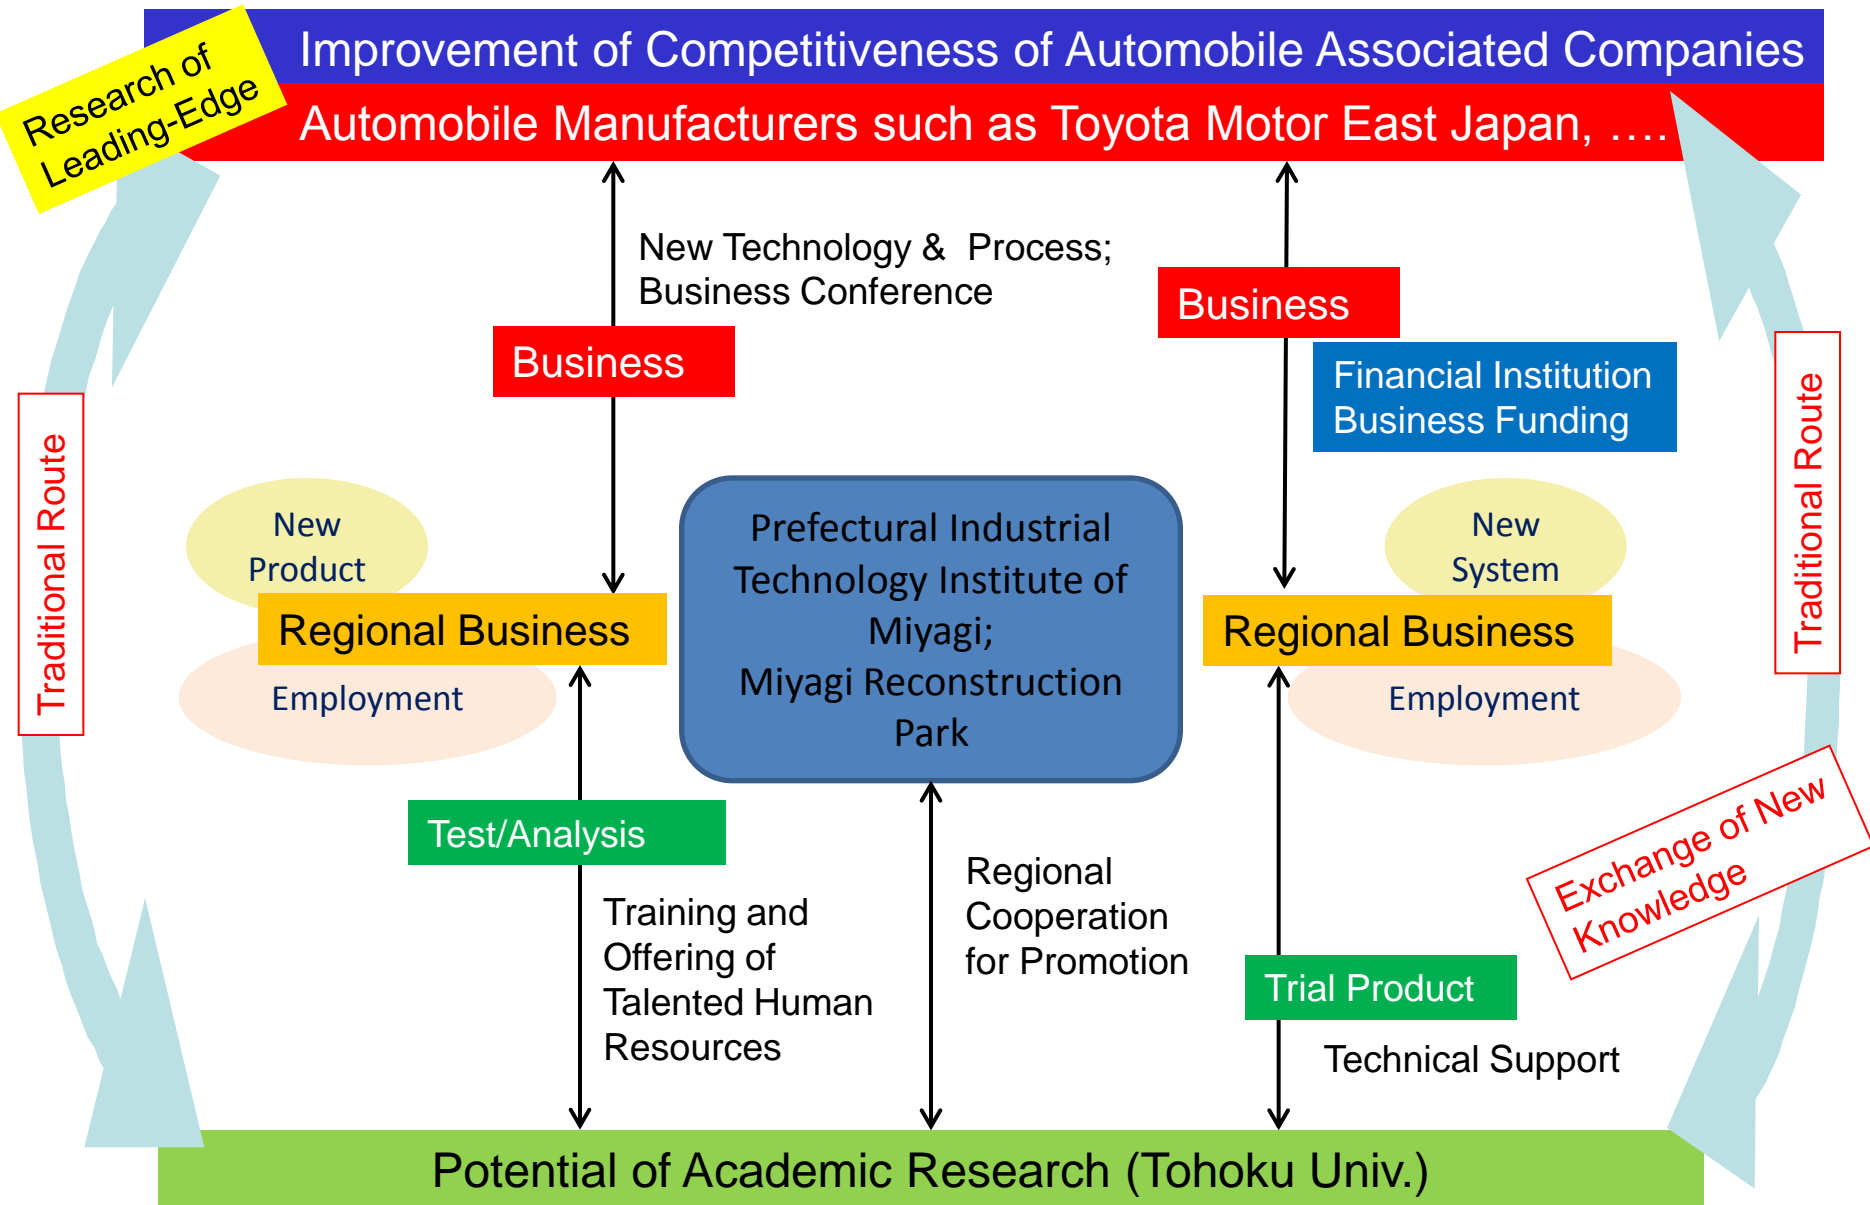 Improvement of Competitiveness of Automobile Associated Companies
Research of
Leading-Edge
Automobile Manufacturers such as Toyota Motor East Japan, ….
New Technology &  Process;
Business Conference
Business
Business
Financial Institution
Business Funding
Traditional Route
Traditional Route
New
Product
Regional Business
Employment
Prefectural Industrial
Technology Institute of
Miyagi;
Miyagi Reconstruction
Park
New
System
Regional Business
Employment
Test/Analysis
Training and
Offering of
Talented Human
Resources
Regional
Cooperation
for Promotion
Exchange of New
Knowledge
Trial Product
Technical Support
Potential of Academic Research (Tohoku Univ.)